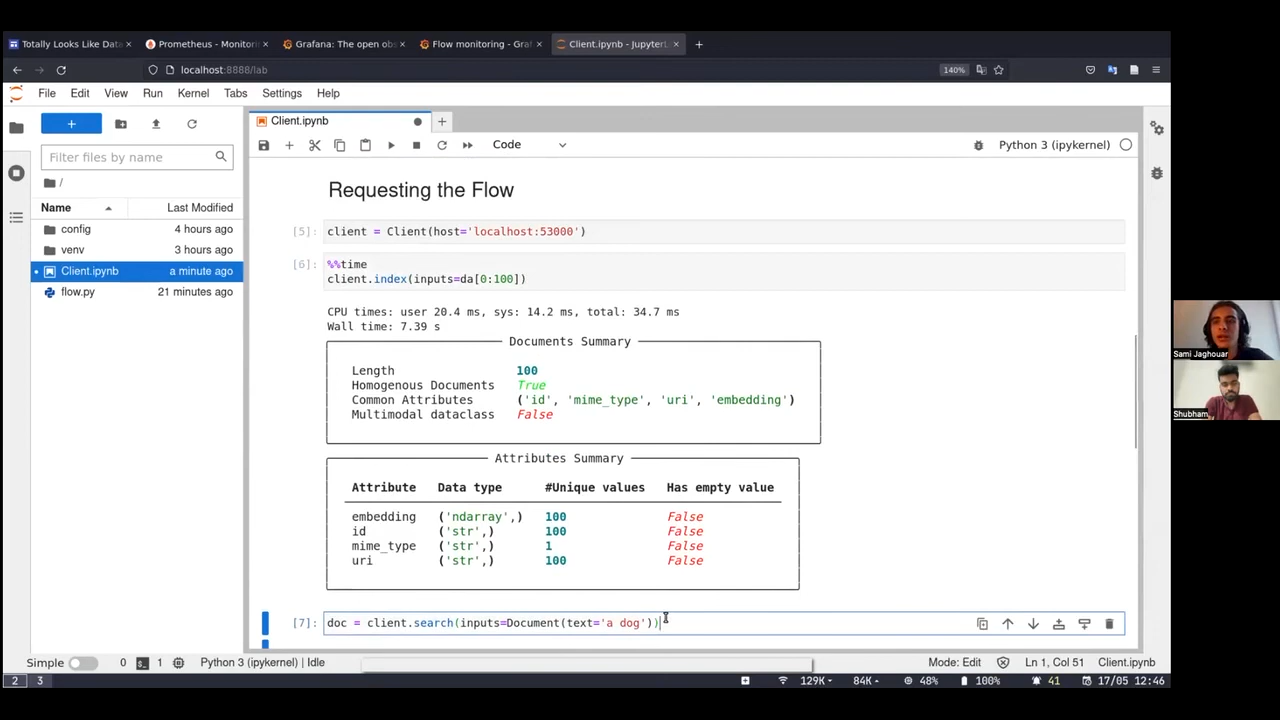 Totally Looks Like Data
Prometheus - Monitori
Grafana: The open obs
Flow monitoring - Graf
Client.ipynb - JupyterL
localhost:8888/lab
140%
File Edit View Run Kernel Tabs Settings Help
Client.ipynb
Code
Python 3 (ipykernel)
Filter files by name
/
Name Last Modified
config 4 hours ago
venv 3 hours ago
Client.ipynb a minute ago
flow.py 21 minutes ago
Requesting the Flow
[5]: client = Client(host='localhost:53000')
[6]: %%time
client.index(inputs=da[0:100])
CPU times: user 20.4 ms, sys: 14.2 ms, total: 34.7 ms
Wall time: 7.39 s
Documents Summary
Length 100
Homogenous Documents True
Common Attributes ('id', 'mime_type', 'uri', 'embedding')
Multimodal dataclass False
Attributes Summary
Attribute Data type #Unique values Has empty value
embedding ('ndarray',) 100 False
id ('str',) 100 False
mime_type ('str',) 1 False
uri ('str',) 100 False
[7]: doc = client.search(inputs=Document(text='a dog'))
Simple 0 1 Python 3 (ipykernel) | Idle
Mode: Edit Ln 1, Col 51 Client.ipynb
2 3 129K 84K 48% 100% 41 17/05 12:46
Sami Jaghouar
Shubham